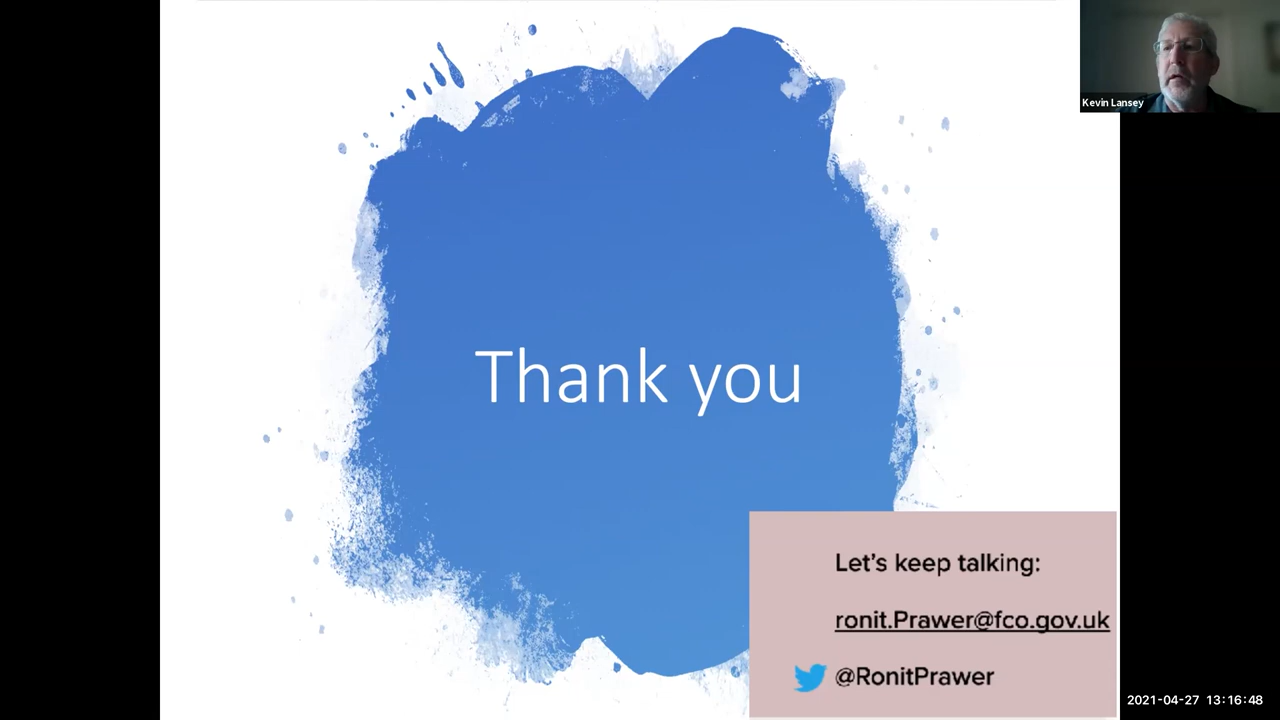 Kevin Lansey
Thank you
Let's keep talking:
ronit.Prawer@fco.gov.uk
@RonitPrawer
2021-04-27 13:16:48